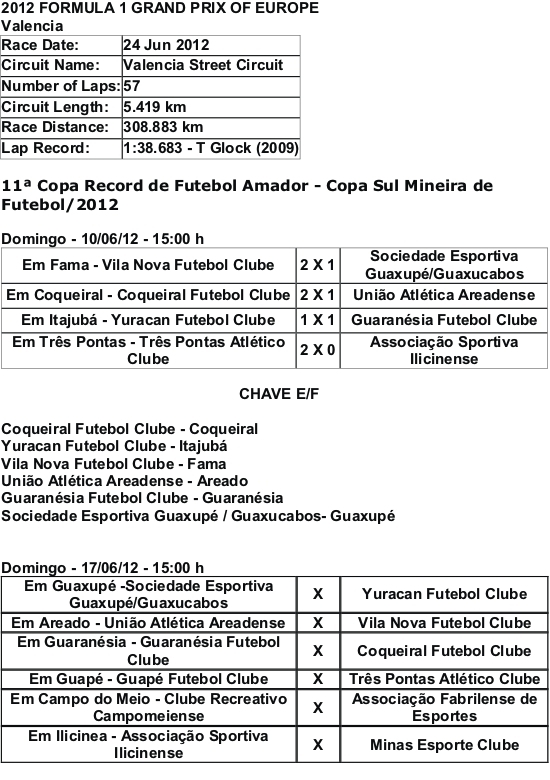 2012 FORMULA 1 GRAND PRIX OF EUROPE
Valencia
Race Date: 24 Jun 2012
Circuit Name: Valencia Street Circuit
Number of Laps: 57
Circuit Length: 5.419 km
Race Distance: 308.883 km
Lap Record: 1:38.683 - T Glock (2009)
11ª Copa Record de Futebol Amador - Copa Sul Mineira de
Futebol/2012
Domingo - 10/06/12 - 15:00 h
Em Fama - Vila Nova Futebol Clube 2 X 1 Sociedade Esportiva
Guaxupé/Guaxucabos
Em Coqueiral - Coqueiral Futebol Clube 2 X 1 União Atlética Areadense
Em Itajubá - Yuracan Futebol Clube 1 X 1 Guaranésia Futebol Clube
Em Três Pontas - Três Pontas Atlético
Clube 2 X 0 Associação Sportiva
Ilicinense
CHAVE E/F
Coqueiral Futebol Clube - Coqueiral
Yuracan Futebol Clube - Itajubá
Vila Nova Futebol Clube - Fama
União Atlética Areadense - Areado
Guaranésia Futebol Clube - Guaranésia
Sociedade Esportiva Guaxupé / Guaxucabos- Guaxupé
Domingo - 17/06/12 - 15:00 h
Em Guaxupé -Sociedade Esportiva
Guaxupé/Guaxucabos X Yuracan Futebol Clube
Em Areado - União Atlética Areadense X Vila Nova Futebol Clube
Em Guaranésia - Guaranésia Futebol
Clube X Coqueiral Futebol Clube
Em Guapé - Guapé Futebol Clube X Três Pontas Atlético Clube
Em Campo do Meio - Clube Recreativo
Campomeiense X Associação Fabrilense de
Esportes
Em Ilicinea - Associação Sportiva
Ilicinense X Minas Esporte Clube